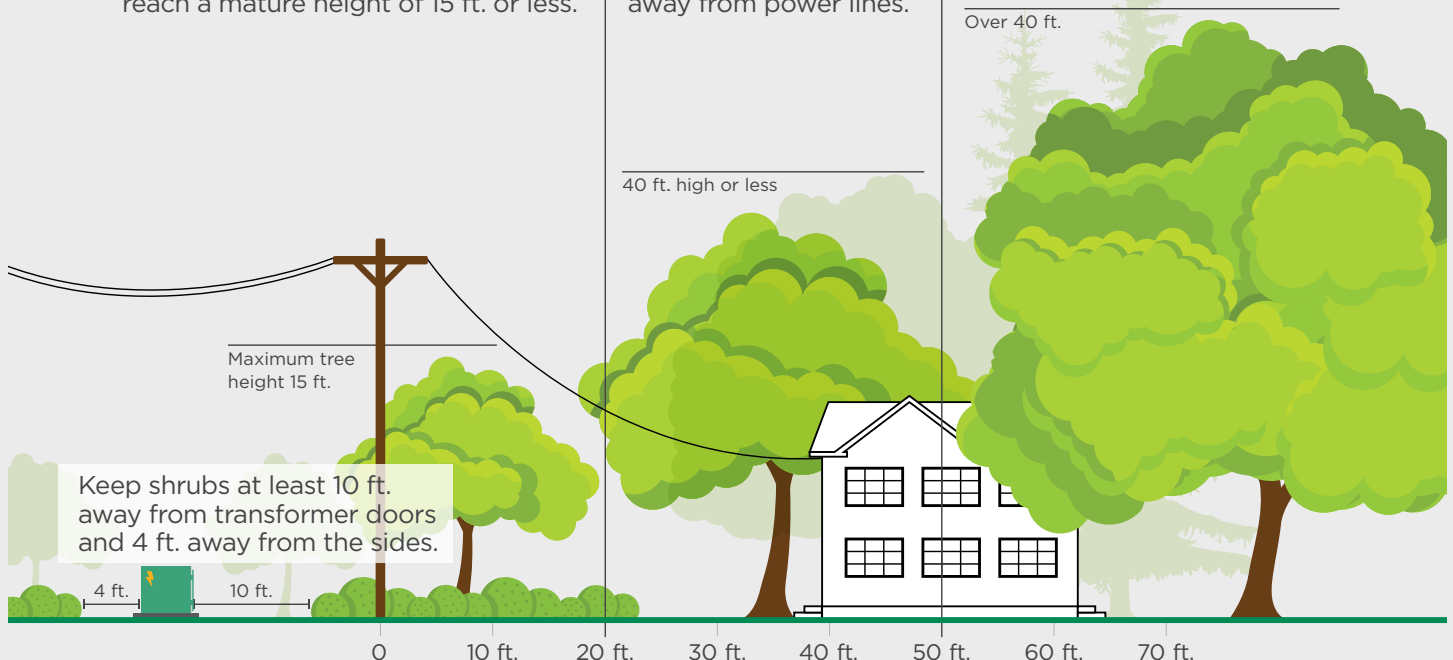 reach a mature height of 15 ft. or less.
away from power lines.
Over 40 ft.
40 ft. high or less
Maximum tree
height 15 ft.
Keep shrubs at least 10 ft.
away from transformer doors
and 4 ft. away from the sides.
4 ft.
10 ft.
0
10 ft.
20 ft.
30 ft.
40 ft.
50 ft.
60 ft.
70 ft.